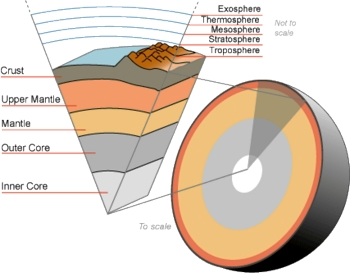 Exosphere
Thermosphere
Mesosphere
Stratosphere
Troposphere
Not to
scale
Crust
Upper Mantle
Mantle
Outer Core
Inner Core
To scale